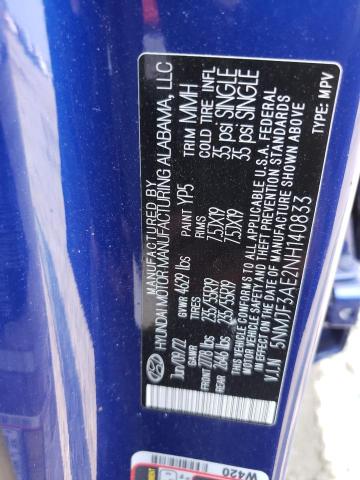 MANUFACTURED BY
HYUNDAI MOTOR MANUFACTURING ALABAMA, LLC
Jun/09/22 GVWR 4629 lbs PAINT YP5 TRIM MMH
GAWR TIRES RIMS COLD TIRE INFL
FRONT 2778 lbs 235/55R19 7.5JX19 35 psi SINGLE
REAR 2646 lbs 235/55R19 7.5JX19 35 psi SINGLE
THIS VEHICLE CONFORMS TO ALL APPLICABLE U.S.A. FEDERAL
MOTOR VEHICLE SAFETY AND THEFT PREVENTION
STANDARDS IN EFFECT ON THE DATE OF MANUFACTURE SHOWN ABOVE
V.I.N 5NMJF3AE2NH140833 TYPE: MPV
W420